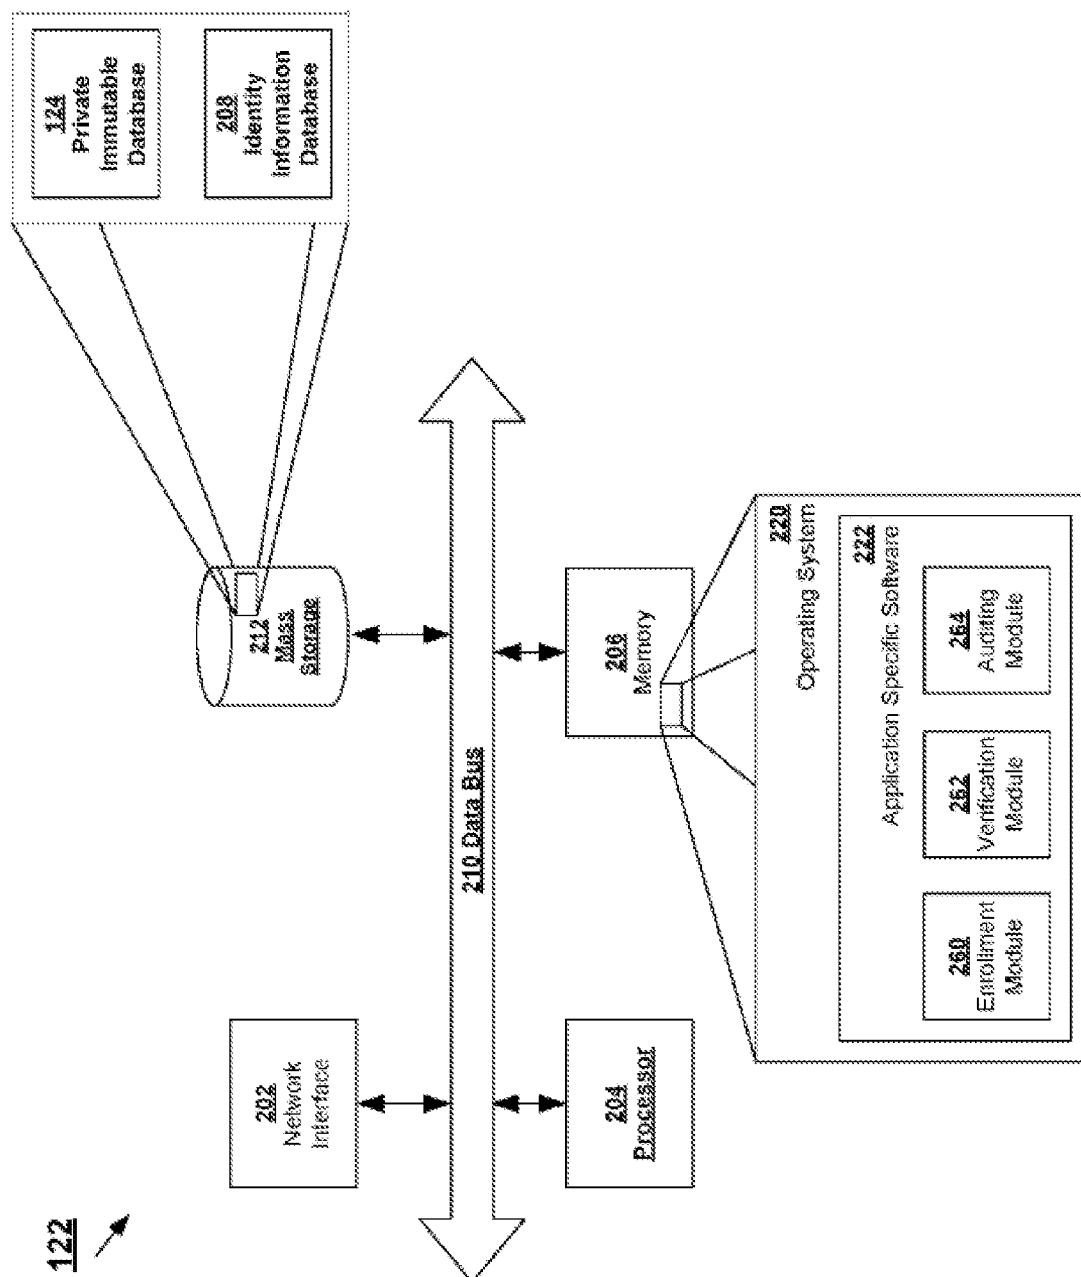 122
202
Network
Interface
212
Mass
Storage
124
Private
Immutable
Database
208
Identity
Information
Database
210 Data Bus
204
Processor
206
Memory
220
Operating System
222
Application Specific Software
260
Enrollment
Module
262
Verification
Module
264
Auditing
Module